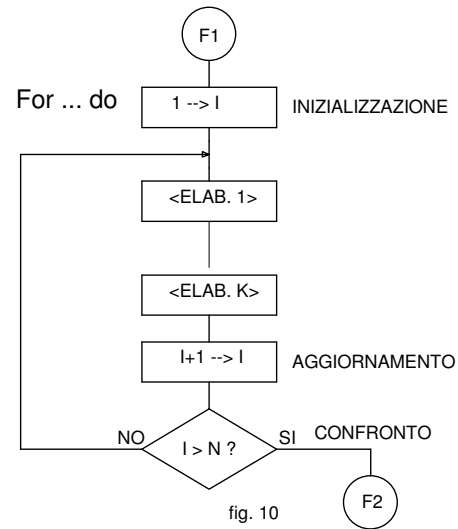 F1
For ... do
1 --> I
INIZIALIZZAZIONE
<ELAB. 1>
<ELAB. K>
I+1 --> I
AGGIORNAMENTO
NO
I > N ?
SI
CONFRONTO
F2
fig. 10